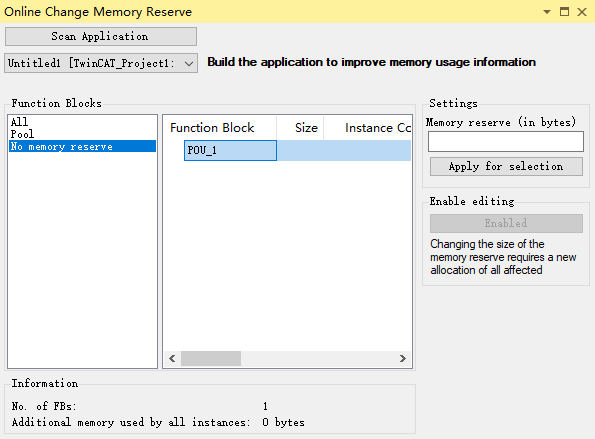 Online Change Memory Reserve
Scan Application
Untitled1 [TwinCAT_Project1:
Build the application to improve memory usage information
Function Blocks
All
Pool
No memory reserve
Function Block Size Instance Co
POU_1
Settings
Memory reserve (in bytes)
Apply for selection
Enable editing
Enabled
Changing the size of the
memory reserve requires a new
allocation of all affected
Information
No. of FBs: 1
Additional memory used by all instances: 0 bytes